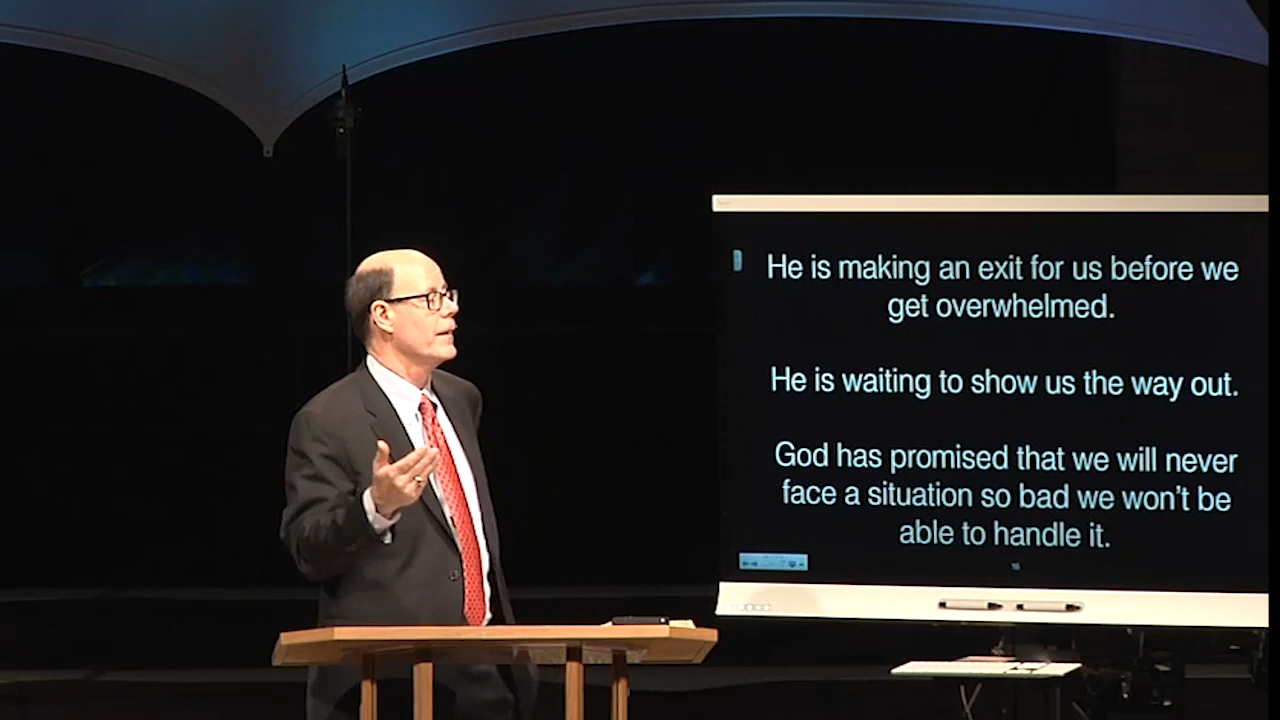 He is making an exit for us before we
get overwhelmed.
He is waiting to show us the way out.
God has promised that we will never
face a situation so bad we won't be
able to handle it.